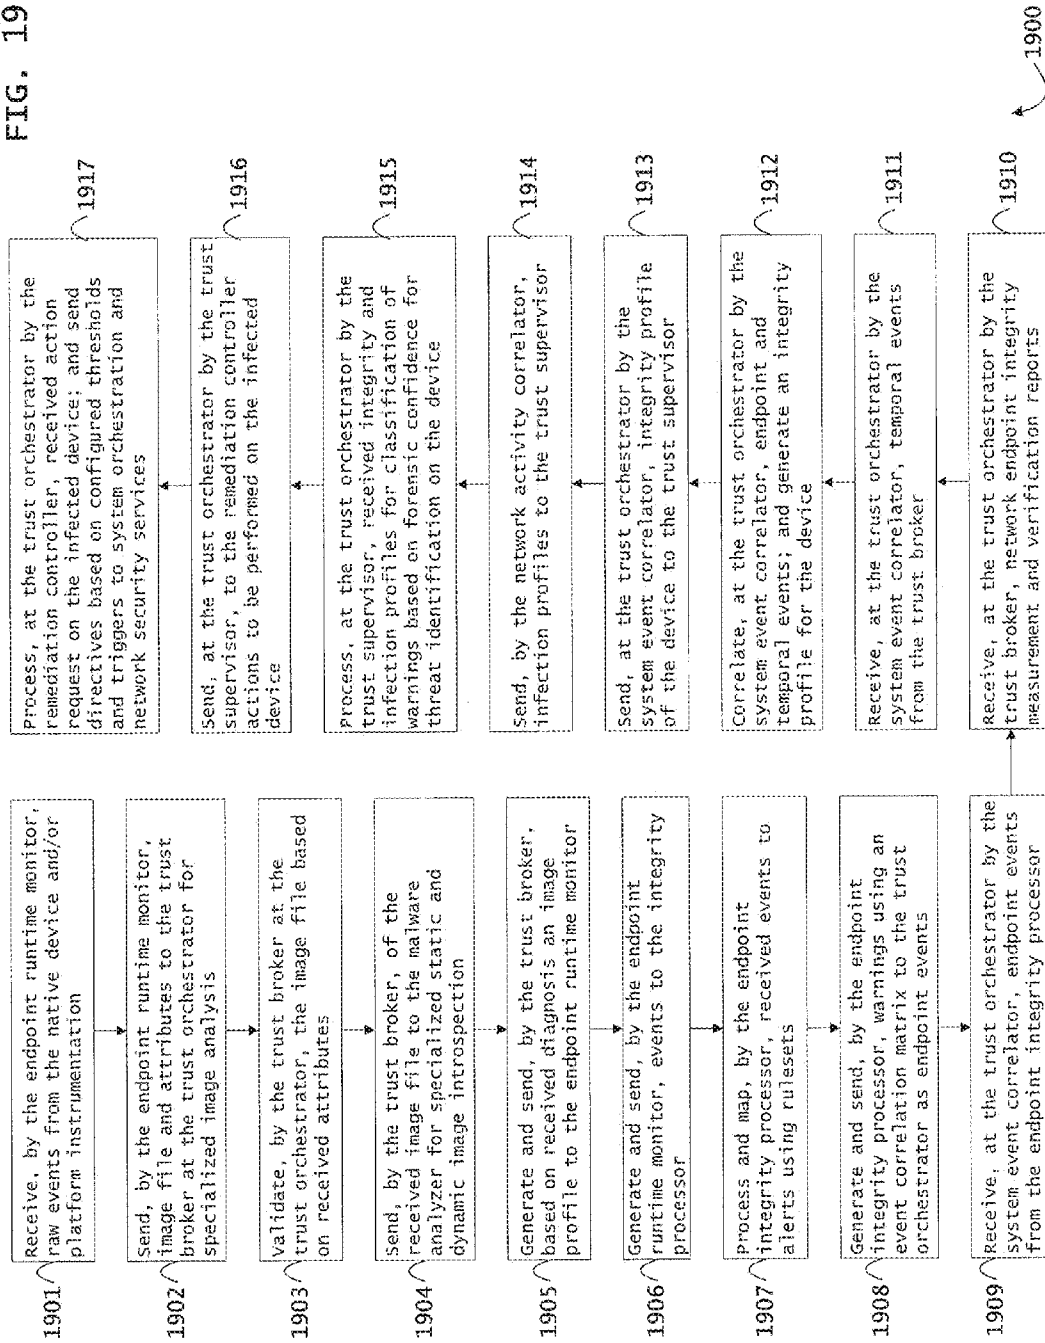 FIG. 19
1901
Receive, by the endpoint runtime monitor,
raw events from the native device and/or
platform instrumentation
1902
Send, by the endpoint runtime monitor,
image file and attributes to the trust
broker at the trust orchestrator for
specialized image analysis
1903
Validate, by the trust broker at the
trust orchestrator, the image file based
on received attributes
1904
Send, by the trust broker, of the
received image file to the malware
analyzer for specialized static and
dynamic image introspection
1905
Generate and send, by the trust broker,
based on received diagnosis an image
profile to the endpoint runtime monitor
1906
Generate and send, by the endpoint
runtime monitor, events to the integrity
processor
1907
Process and map, by the endpoint
integrity processor, received events to
alerts using rulesets
1908
Generate and send, by the endpoint
integrity processor, warnings using an
event correlation matrix to the trust
orchestrator as endpoint events
1909
Receive, at the trust orchestrator by the
system event correlator, endpoint events
from the endpoint integrity processor
Receive, at the trust orchestrator by the
trust broker, network endpoint integrity
measurement and verification reports
1910
Receive, at the trust orchestrator by the
system event correlator, temporal events
from the trust broker
1911
Correlate, at the trust orchestrator by the
system event correlator, endpoint and
temporal events; and generate an integrity
profile for the device
1912
Send, at the trust orchestrator by the
system event correlator, integrity profile
of the device to the trust supervisor
1913
Send, by the network activity correlator,
infection profiles to the trust supervisor
1914
Process, at the trust orchestrator by the
trust supervisor, received integrity and
infection profiles for classification of
warnings based on forensic confidence for
threat identification on the device
1915
Send, at the trust orchestrator by the trust
supervisor, to the remediation controller
actions to be performed on the infected
device
1916
Process, at the trust orchestrator by the
remediation controller, received action
request on the infected device; and send
directives based on configured thresholds
and triggers to system orchestration and
network security services
1917
1900